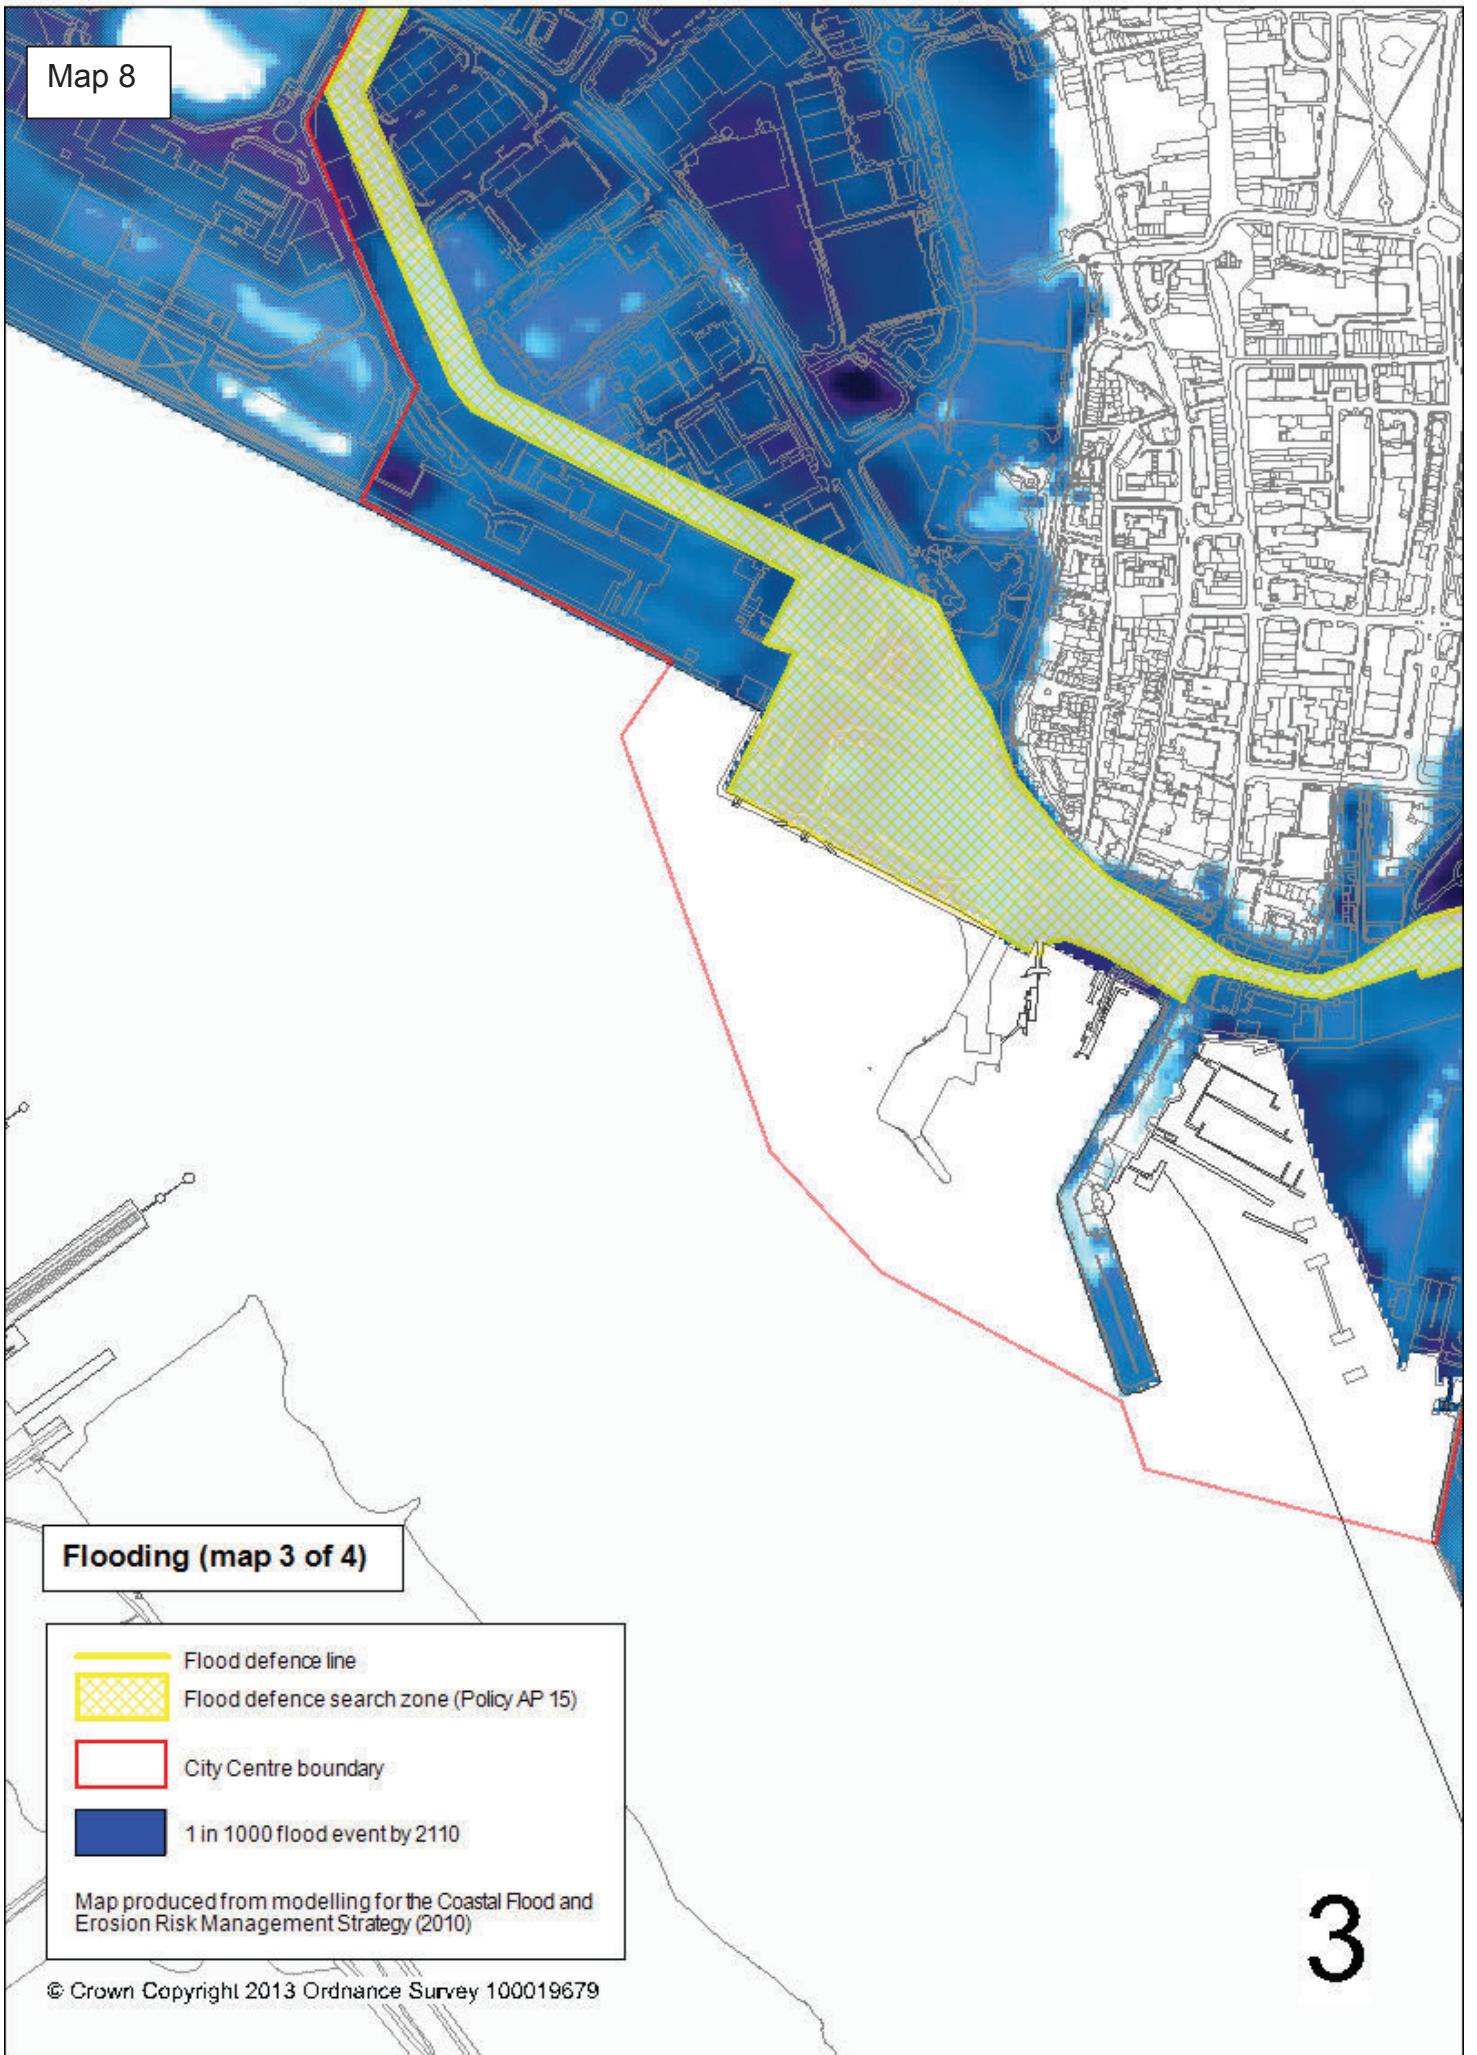 Map 8
Flooding (map 3 of 4)
Flood defence line
Flood defence search zone (Policy AP 15)
City Centre boundary
1 in 1000 flood event by 2110
Map produced from modelling for the Coastal Flood and
Erosion Risk Management Strategy (2010)
© Crown Copyright 2013 Ordnance Survey 100019679
3